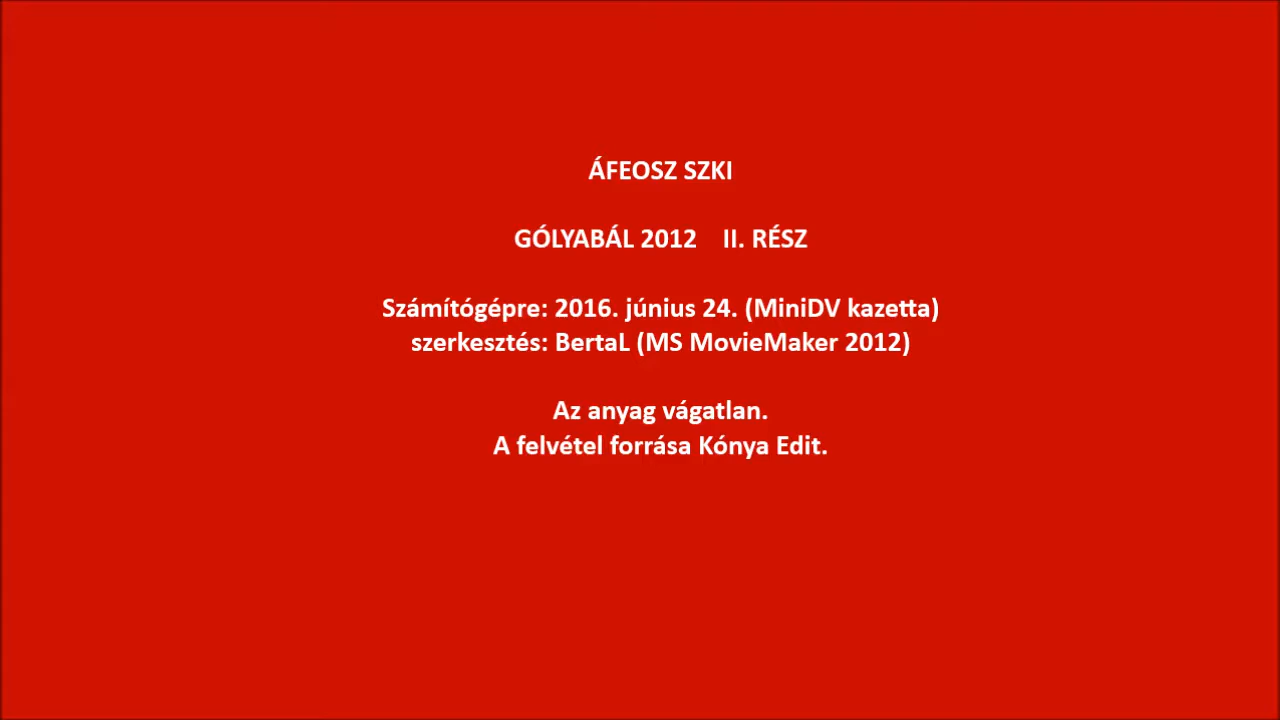 ÁFEOSZ SZKI
GÓLYABÁL 2012 II. RÉSZ
Számítógépre: 2016. június 24. (MiniDV kazetta)
szerkesztés: BertaL (MS MovieMaker 2012)
Az anyag vágatlan.
A felvétel forrása Kónya Edit.